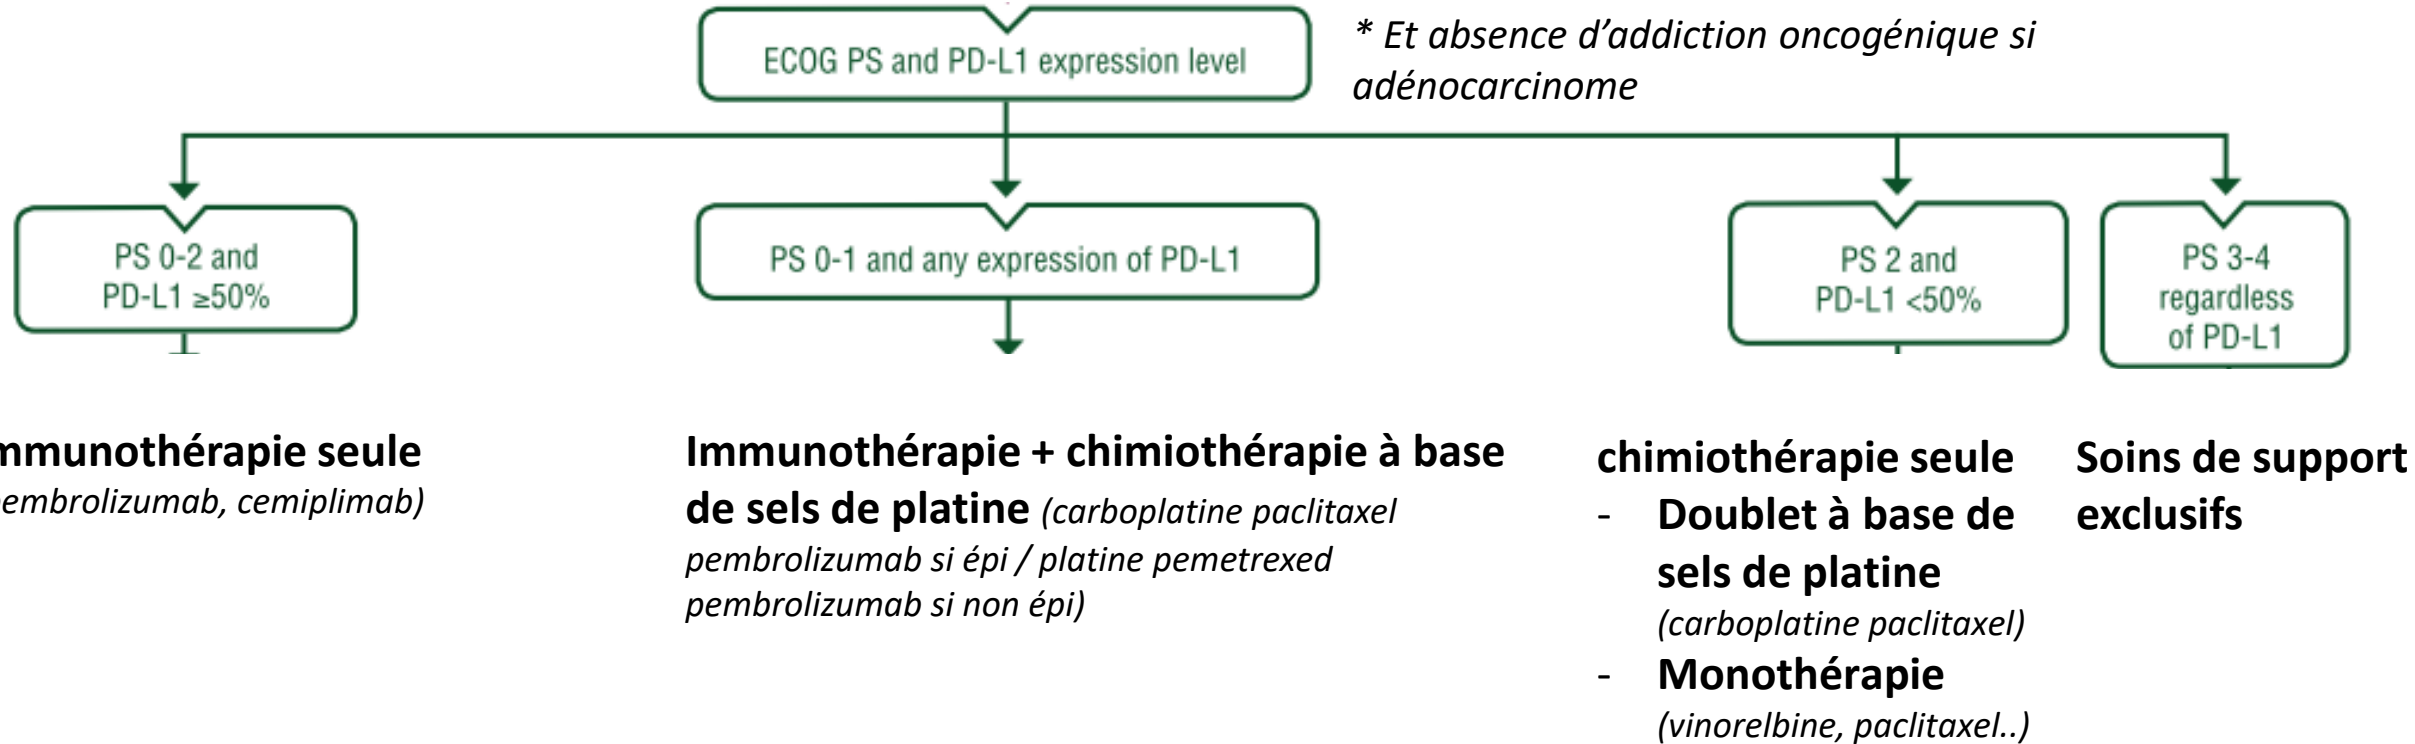 ECOG PS and PD-L1 expression level
* Et absence d'addiction oncogénique si
adénocarcinome
PS 0-2 and
PD-L1 ≥50%
PS 0-1 and any expression of PD-L1
PS 2 and
PD-L1 <50%
PS 3-4
regardless
of PD-L1
mmunothérapie seule
pembrolizumab, cemiplimab)
Immunothérapie + chimiothérapie à base
de sels de platine (carboplatine paclitaxel
pembrolizumab si épi / platine pemetrexed
pembrolizumab si non épi)
chimiothérapie seule
- Doublet à base de
sels de platine
(carboplatine paclitaxel)
- Monothérapie
(vinorelbine, paclitaxel..)
Soins de support
exclusifs